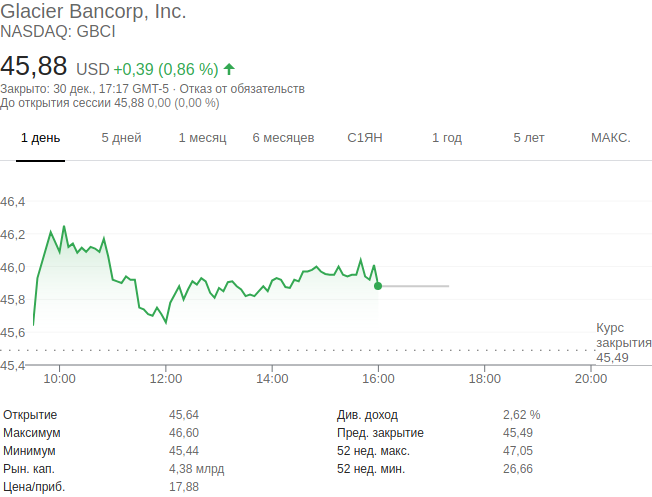 Glacier Bancorp, Inc.
NASDAQ: GBCI
45,88 USD +0,39 (0,86 %)
Закрыто: 30 дек., 17:17 GMT-5 · Отказ от обязательств
До открытия сессии 45,88 0,00 (0,00 %)
1 день 5 дней 1 месяц 6 месяцев С1ЯН 1 год 5 лет МАКС.
46,4
46,2
46,0
45,8
45,6
45,4
Курс
закрытия
45,49
10:00 12:00 14:00 16:00 18:00 20:00
Открытие 45,64 Див. доход 2,62 %
Максимум 46,60 Пред. закрытие 45,49
Минимум 45,44 52 нед. макс. 47,05
Рын. кап. 4,38 млрд 52 нед. мин. 26,66
Цена/приб. 17,88